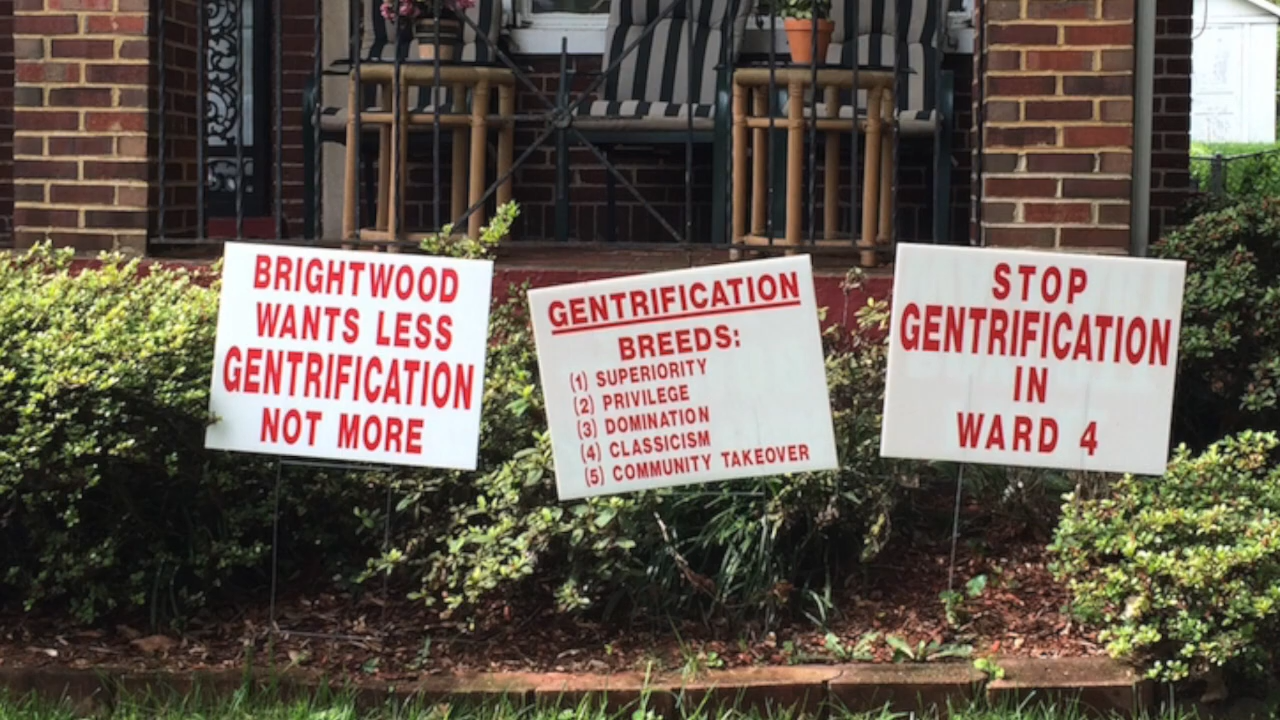 BRIGHTWOOD
WANTS LESS
GENTRIFICATION
NOT MORE
GENTRIFICATION
BREEDS:
(1) SUPERIORITY
(2) PRIVILEGE
(3) DOMINATION
(4) CLASSICISM
(5) COMMUNITY TAKEOVER
STOP
GENTRIFICATION
IN
WARD 4